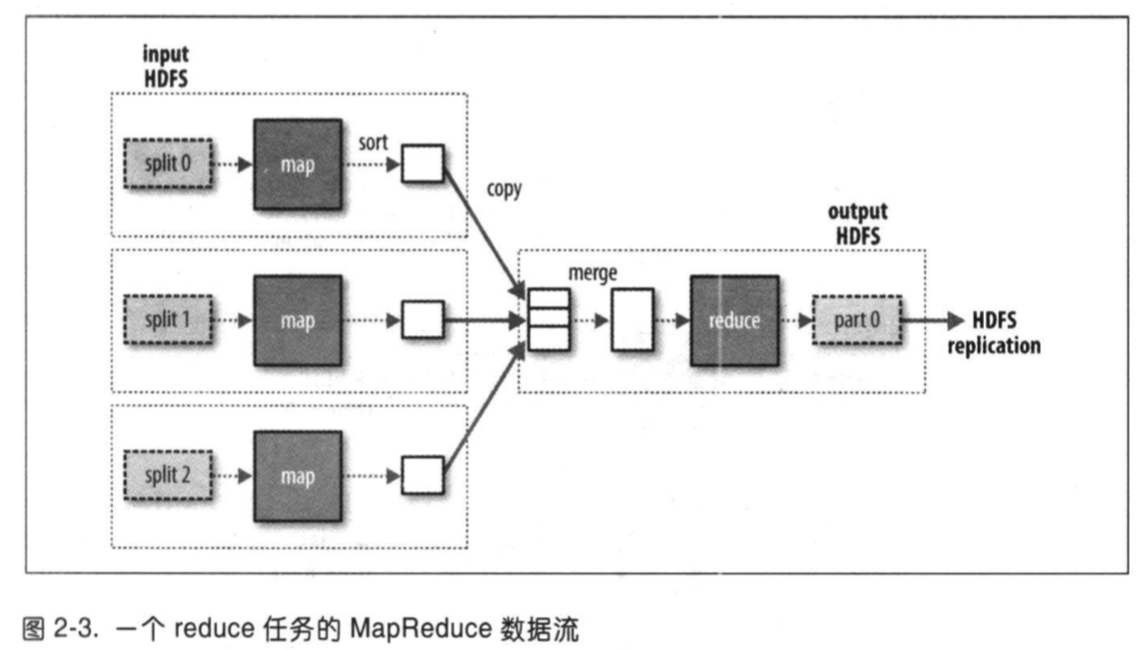 input
HDFS
split 0
map
sort
copy
split 1
map
split 2
map
merge
output
HDFS
reduce
part 0
HDFS
replication
图 2-3. 一个 reduce 任务的 MapReduce 数据流